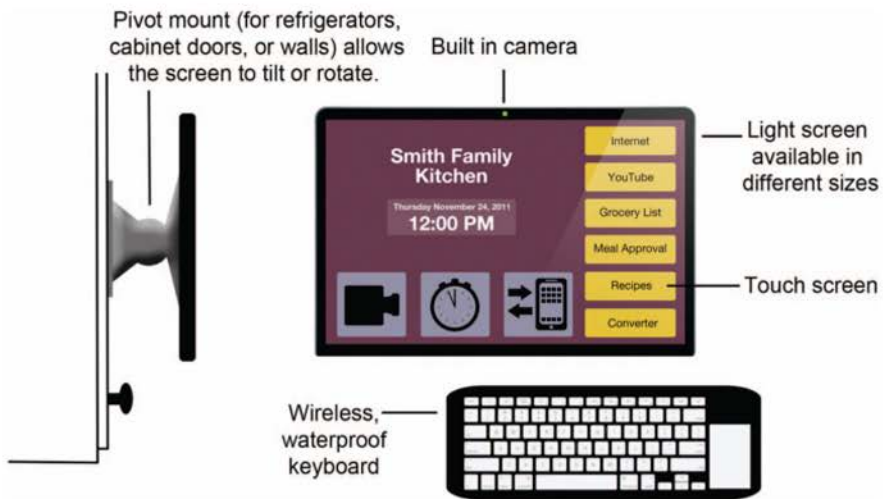 Pivot mount (for refrigerators,
cabinet doors, or walls) allows
the screen to tilt or rotate.
Built in camera
Light screen
available in
different sizes
Smith Family
Kitchen
Thursday November 24, 2011
12:00 PM
Internet
YouTube
Grocery List
Meal Approval
Recipes
Converter
Touch screen
Wireless,
waterproof
keyboard